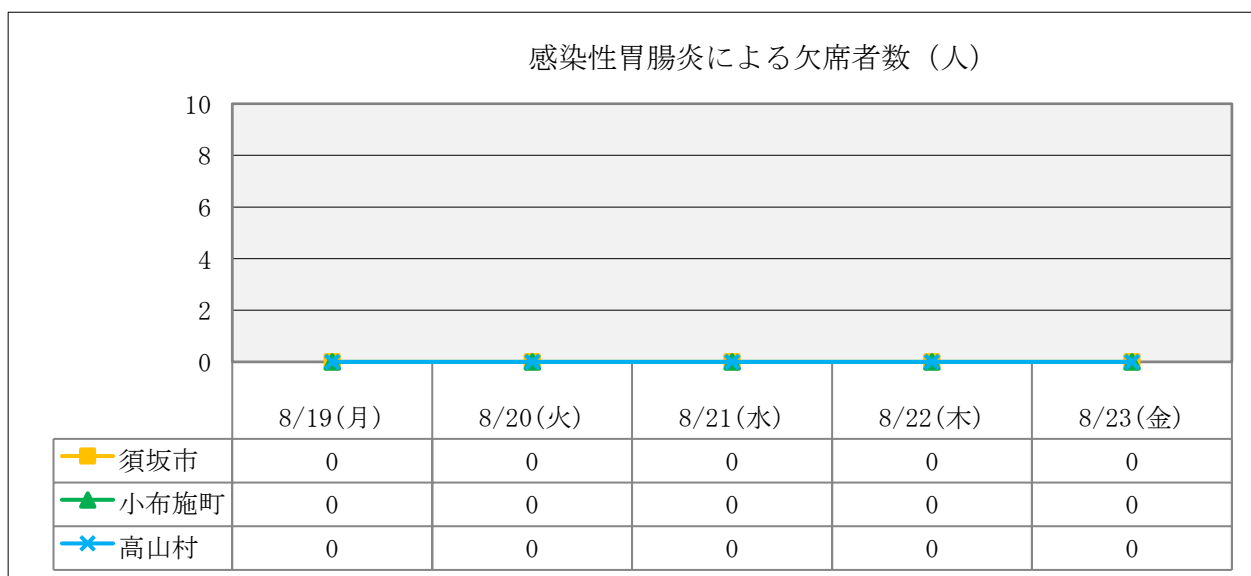 感染性胃腸炎による欠席者数（人）
10
8
6
4
2
0
8/19(月) 8/20(火) 8/21(水) 8/22(木) 8/23(金)
須坂市 0 0 0 0 0
小布施町 0 0 0 0 0
高山村 0 0 0 0 0